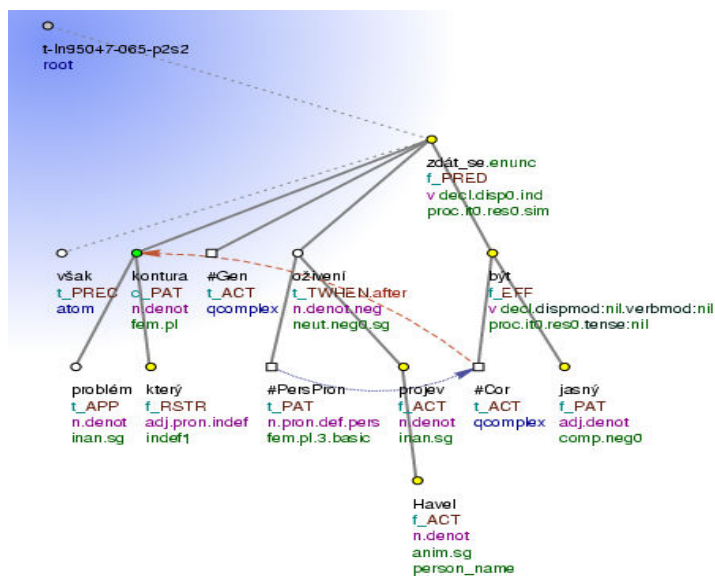 t-ln95047-065-p2s2
root
zdát_se.enunc
f_PRED
v decl.disp0.ind
proc.it0.res0.sim
však
t_PREC
atom
kontura
c_PAT
n.denot
fem.pl
#Gen
t_ACT
qcomplex
oživení
t_TWHEN.after
n.denot.neg
neut.neg0.sg
být
f_EFF
v decl.dispmod:nil.verbmod:nil
proc.it0.res0.tense:nil
problém
t_APP
n.denot
inan.sg
který
f_RSTR
adj.pron.indef
indef1
#PersPron
t_PAT
n.pron.def.pers
fem.pl.3.basic
projev
f_ACT
n.denot
inan.sg
#Cor
t_ACT
qcomplex
jasný
f_PAT
adj.denot
comp.neg0
Havel
f_ACT
n.denot
anim.sg
person_name